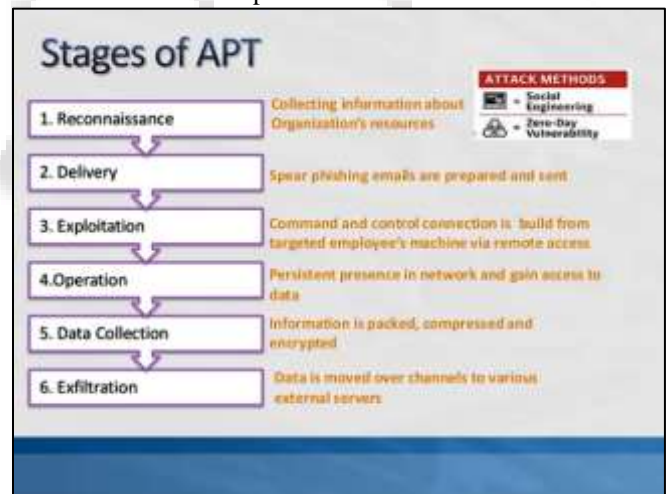 Stages of APT
ATTACK METHODS
= Social
Engineering
= Zero-Day
Vulnerability
1. Reconnaissance
Collecting information about
Organization's resources
2. Delivery
Spear phishing emails are prepared and sent
3. Exploitation
Command and control connection is build from
targeted employee's machine via remote access
4.Operation
Persistent presence in network and gain access to
data
5. Data Collection
Information is packed, compressed and
encrypted
6. Exfiltration
Data is moved over channels to various
external servers